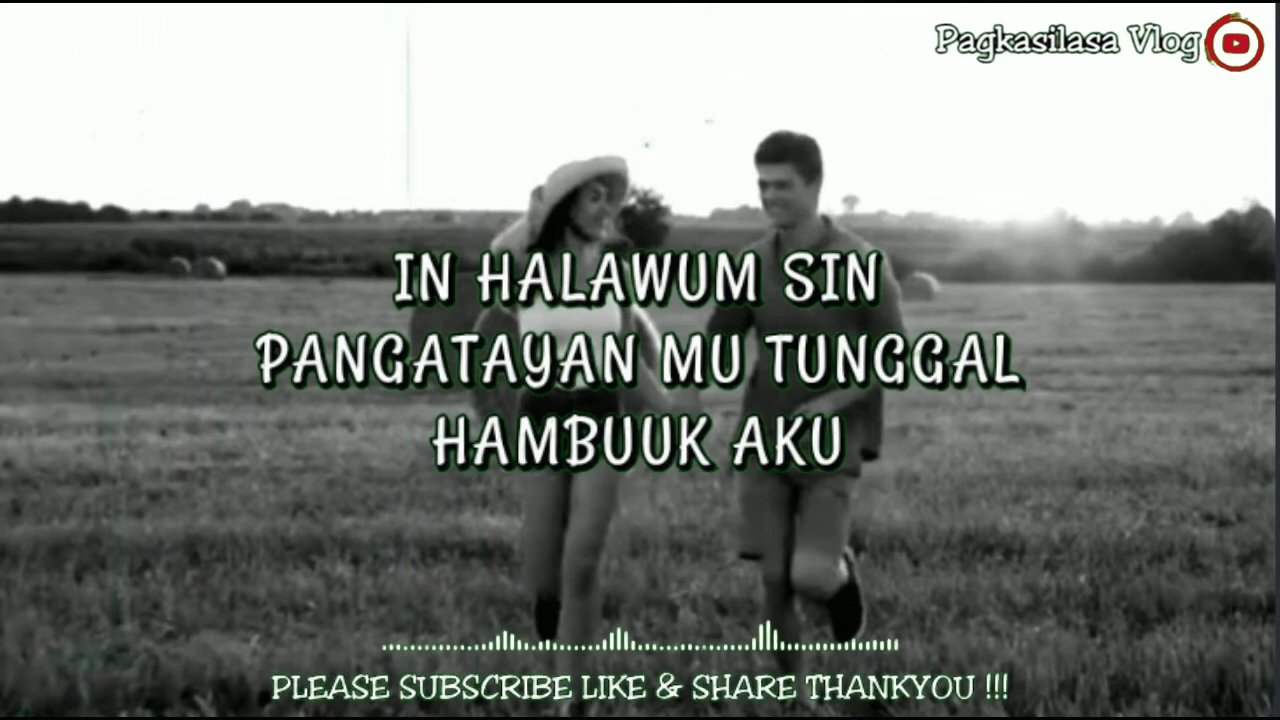 Pagkasilasa Vlog
IN HALAWUM SIN
PANGATAYAN MU TUNGGAL
HAMBUUK AKU
PLEASE SUBSCRIBE LIKE & SHARE THANKYOU !!!